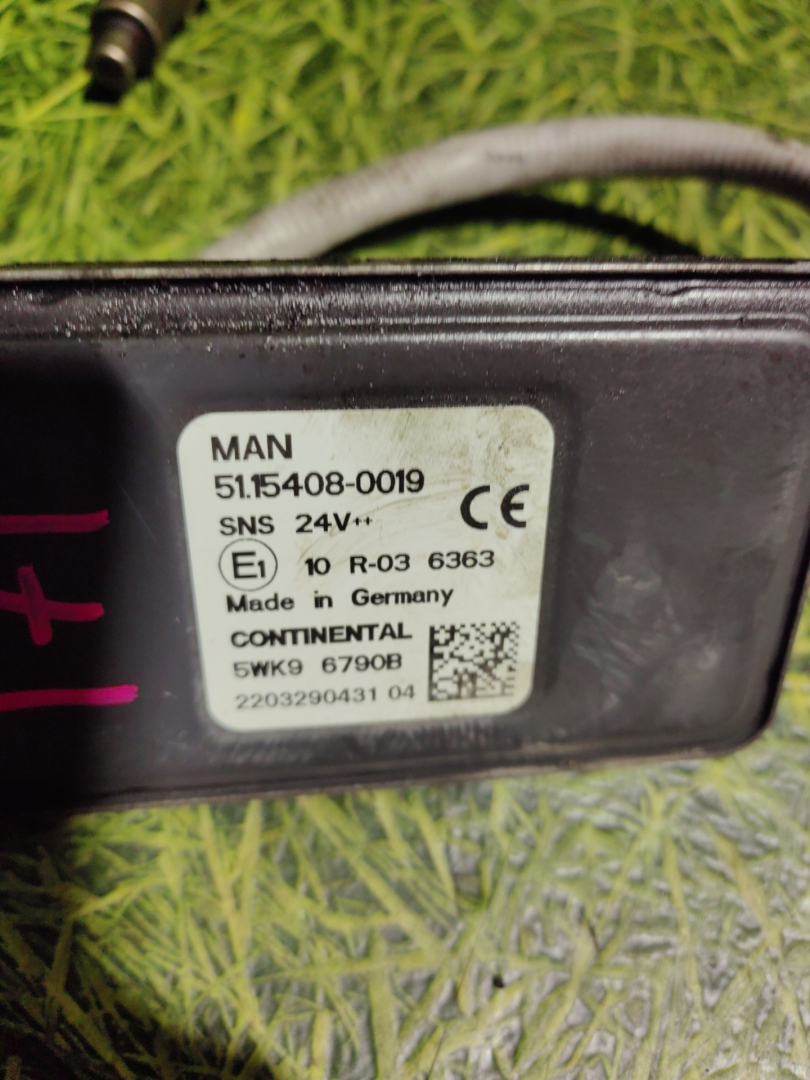 MAN
51.15408-0019
CE
SNS 24V++
E1 10 R-03 6363
Made in Germany
CONTINENTAL
5WK9 6790B
2203290431 04